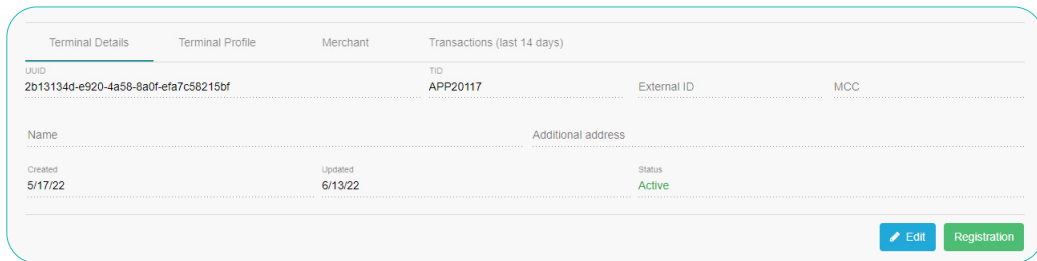 Terminal Details Terminal Profile Merchant Transactions (last 14 days)
UUID TID
2b13134d-e920-4a58-8a0f-efa7c58215bf APP20117 External ID MCC
Name Additional address
Created Updated Status
5/17/22 6/13/22 Active
Edit Registration